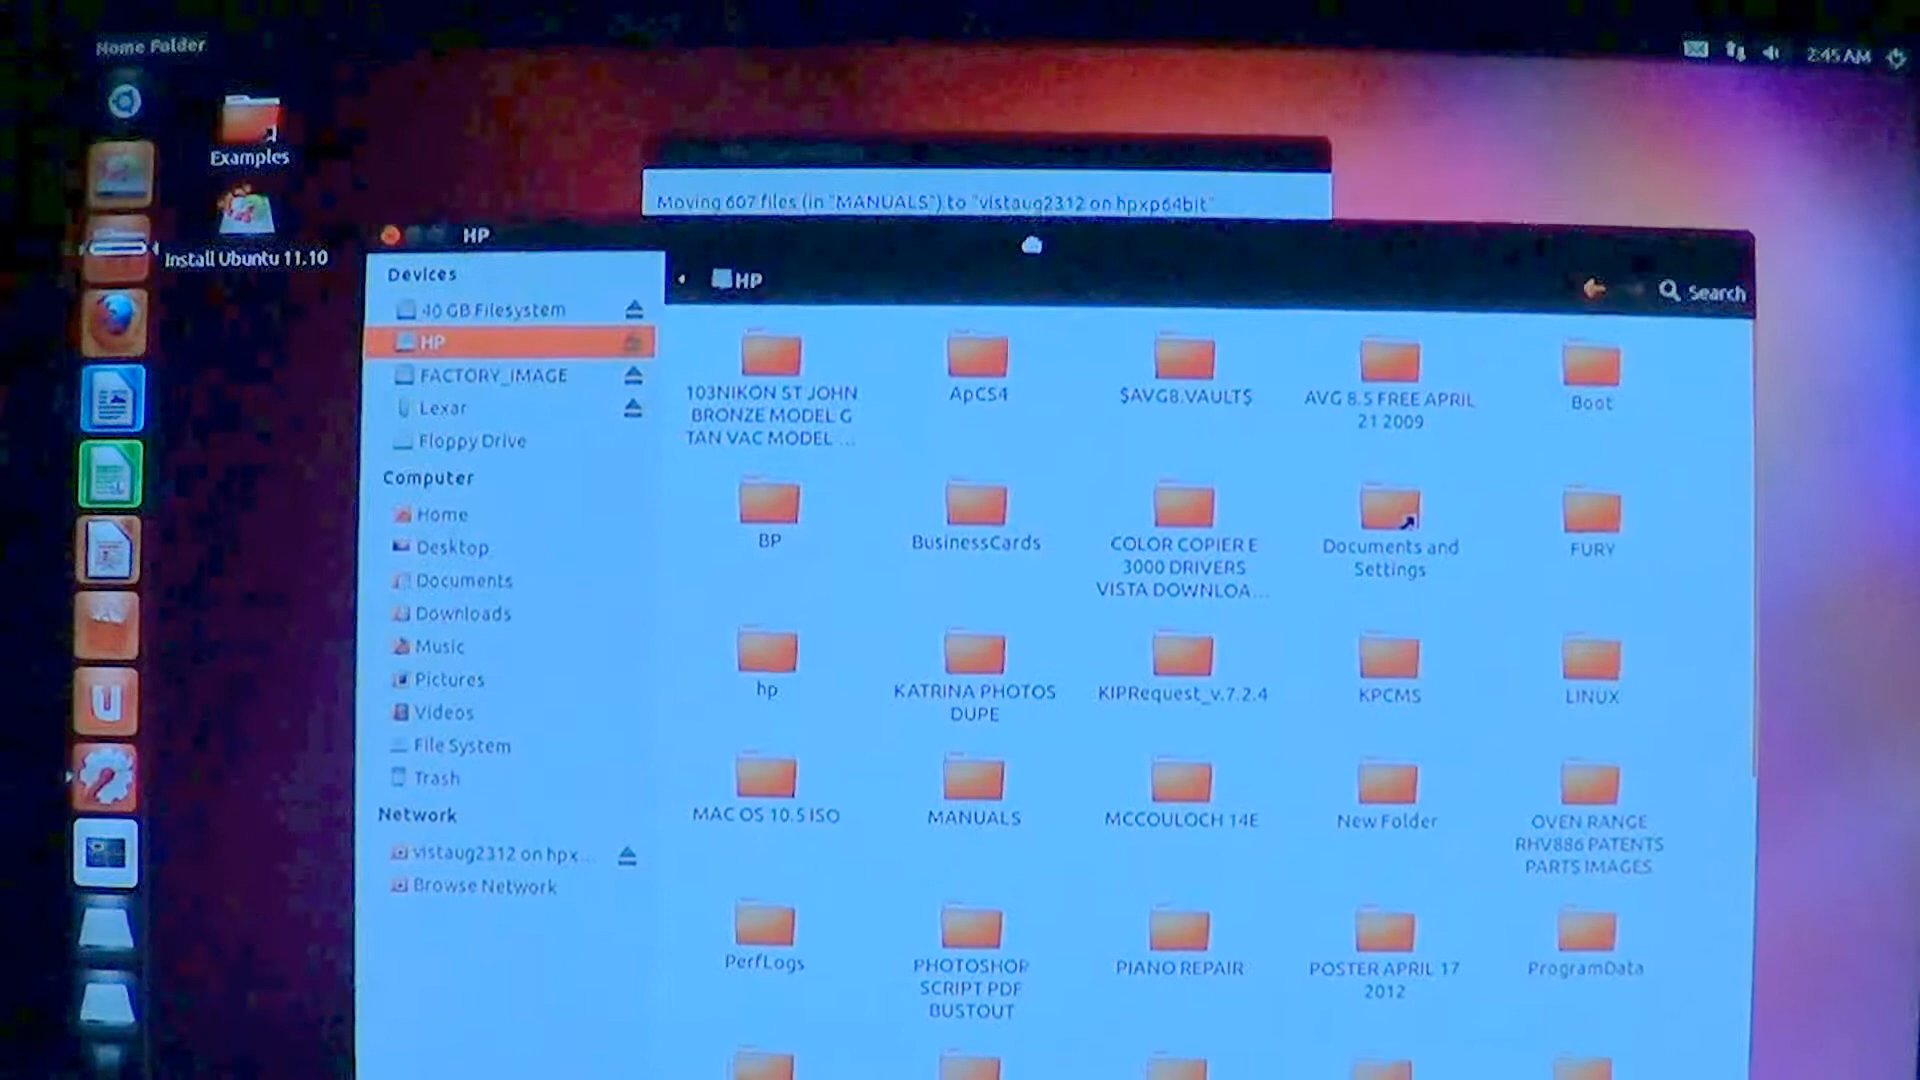 Home Folder
2:45 AM
Examples
Install Ubuntu 11.10
Moving 607 files (in "MANUALS") to "vistaug2312 on hpxp64bit"
HP
HP
Search
Devices
40 GB Filesystem
HP
FACTORY_IMAGE
Lexar
Floppy Drive
Computer
Home
Desktop
Documents
Downloads
Music
Pictures
Videos
File System
Trash
Network
vistaug2312 on hpx...
Browse Network
103NIKON ST JOHN
BRONZE MODEL G
TAN VAC MODEL ...
ApCS4
$AVG8.VAULT$
AVG 8.5 FREE APRIL
21 2009
Boot
BP
BusinessCards
COLOR COPIER E
3000 DRIVERS
VISTA DOWNLOA...
Documents and
Settings
FURY
hp
KATRINA PHOTOS
DUPE
KIPRequest_v.7.2.4
KPCMS
LINUX
MAC OS 10.5 ISO
MANUALS
MCCOULOCH 14E
New Folder
OVEN RANGE
RHV886 PATENTS
PARTS IMAGES
PerfLogs
PHOTOSHOP
SCRIPT PDF
BUSTOUT
PIANO REPAIR
POSTER APRIL 17
2012
ProgramData